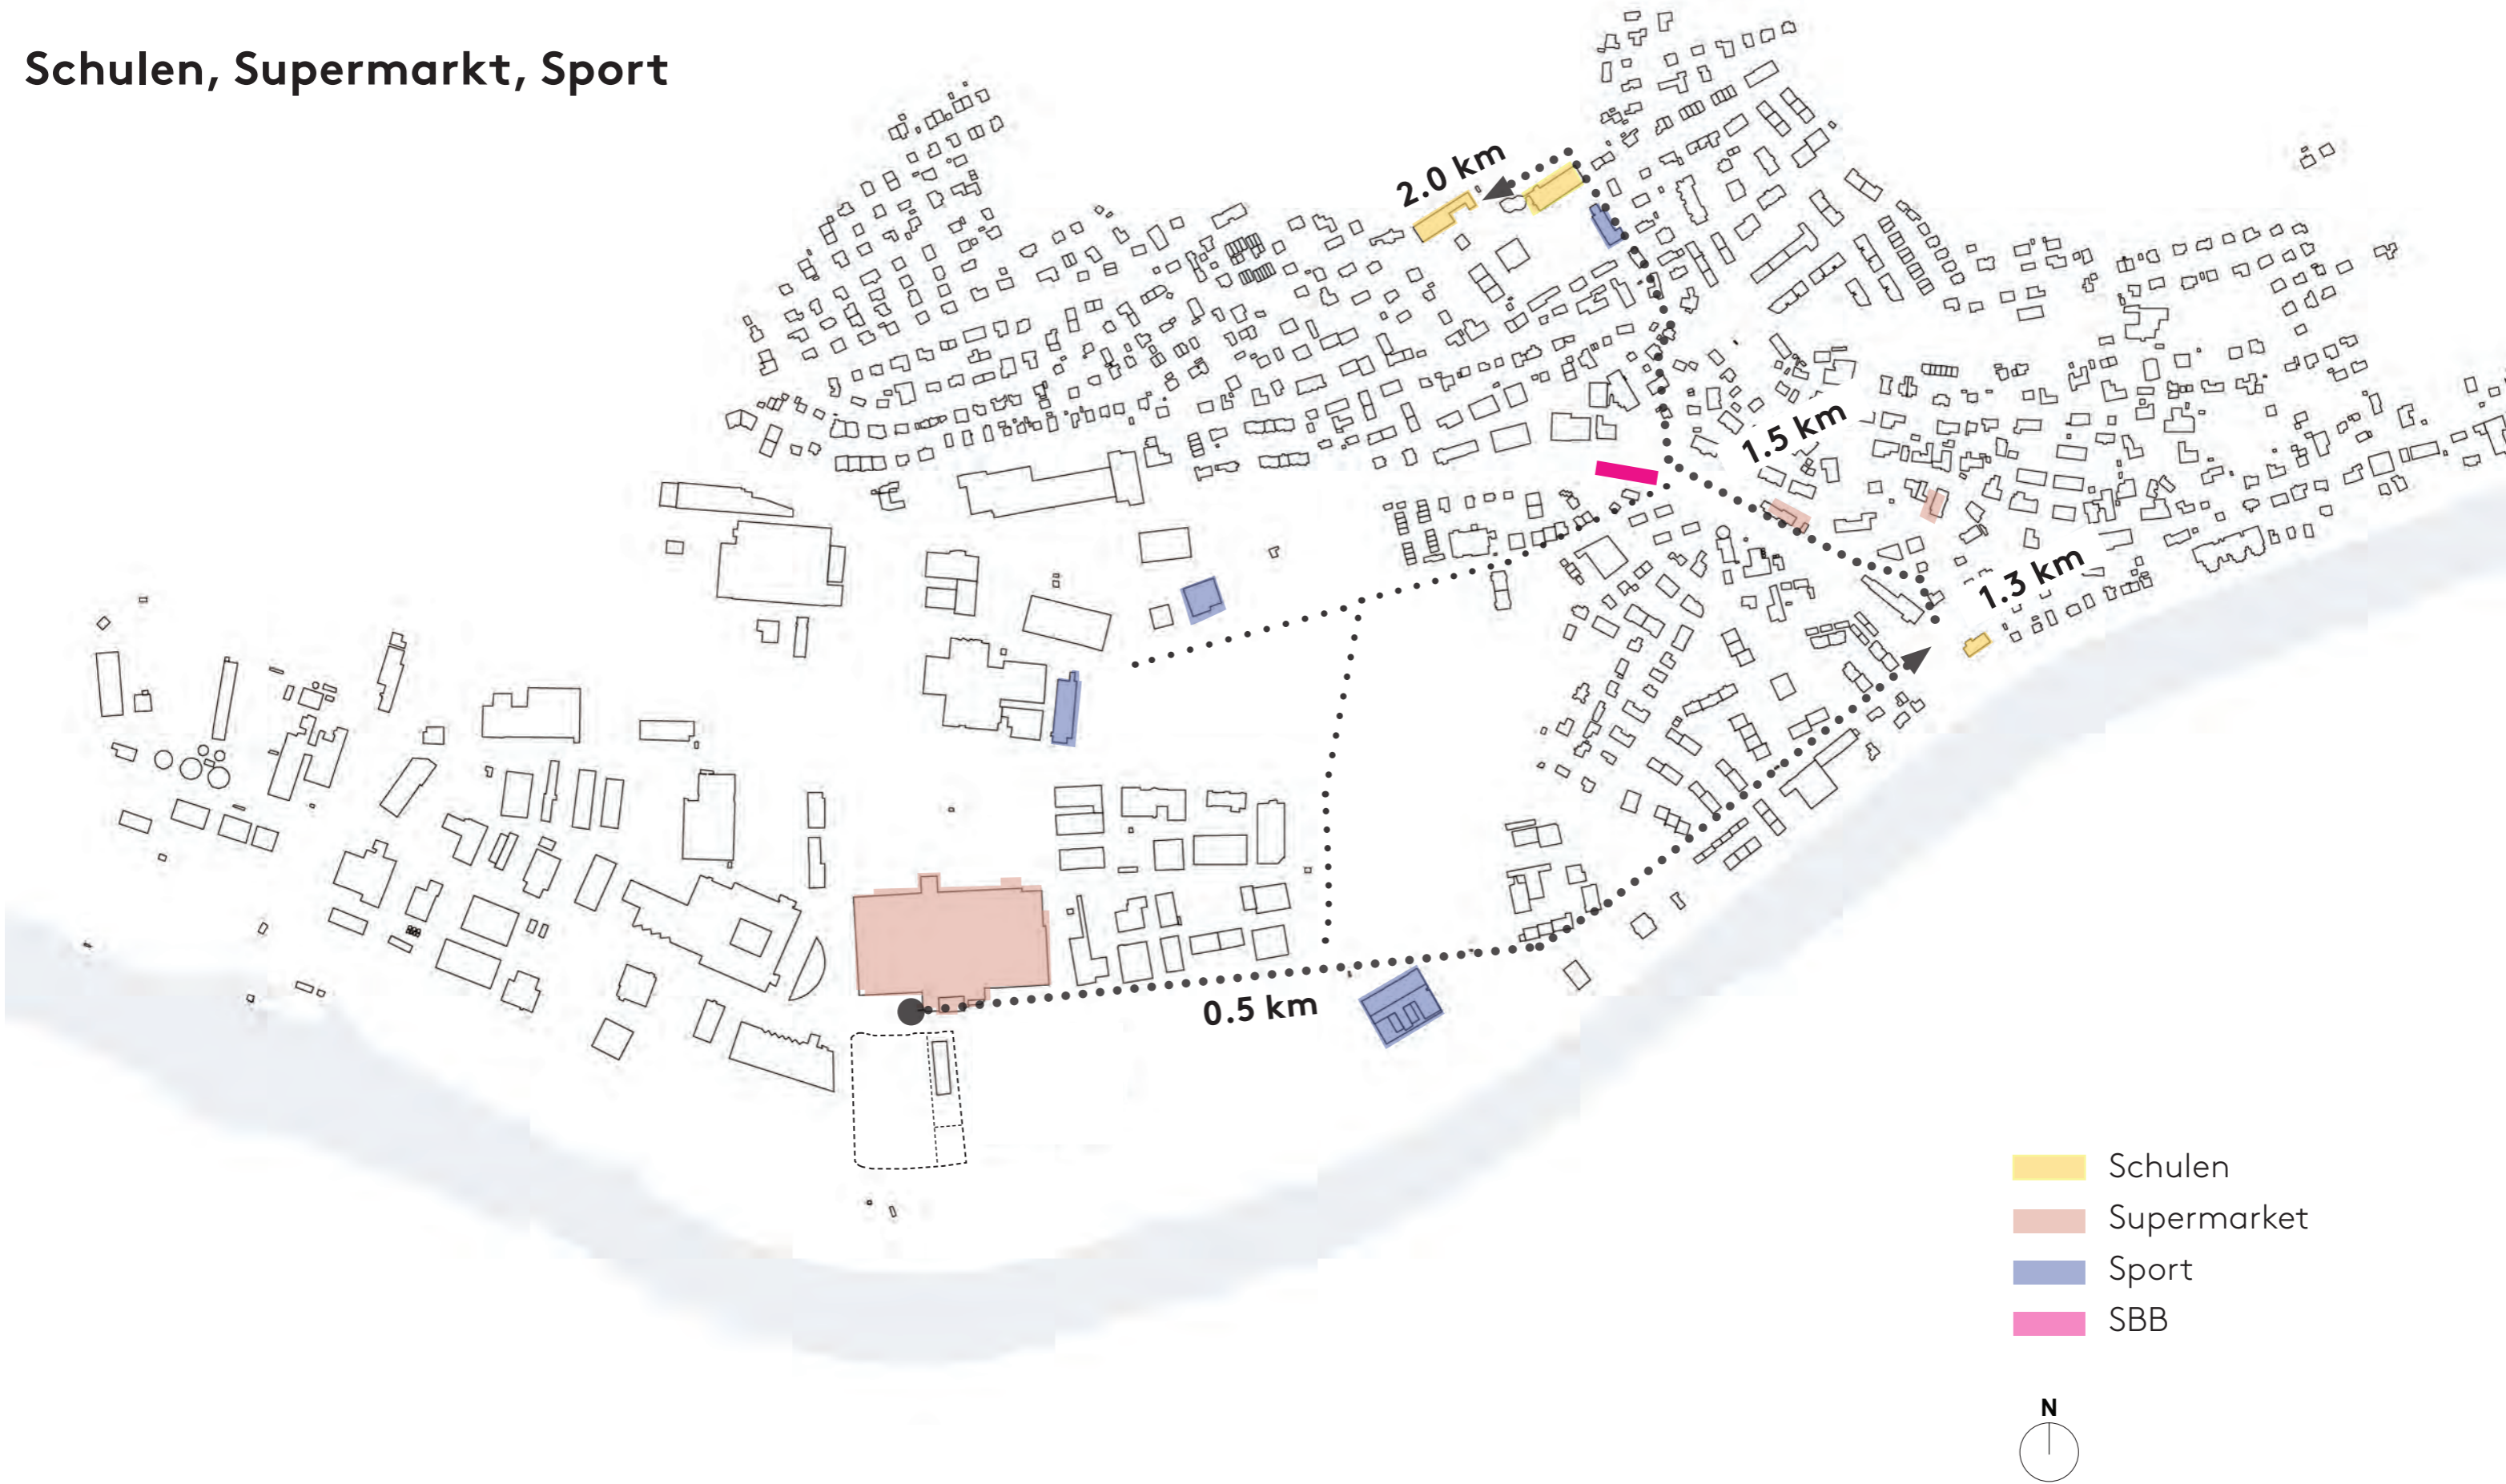 Schulen, Supermarkt, Sport
2.0 km
1.5 km
1.3 km
0.5 km
Schulen
Supermarket
Sport
SBB
N